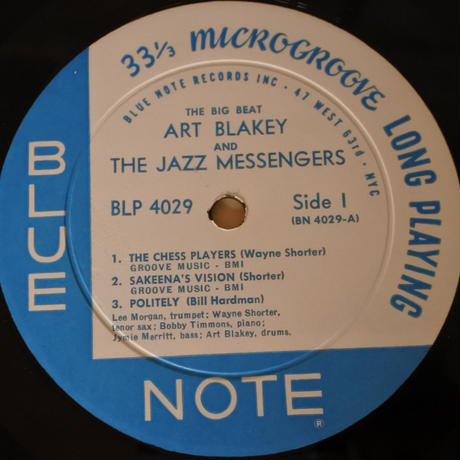 33⅓ MICROGROOVE LONG PLAYING
BLUE NOTE RECORDS INC · 47 WEST 63rd · NYC
THE BIG BEAT
ART BLAKEY
AND
THE JAZZ MESSENGERS
BLP 4029
Side 1
(BN 4029-A)
1. THE CHESS PLAYERS (Wayne Shorter)
GROOVE MUSIC - BMI
2. SAKEENA'S VISION (Shorter)
GROOVE MUSIC - BMI
3. POLITELY (Bill Hardman)
Lee Morgan, trumpet; Wayne Shorter,
tenor sax; Bobby Timmons, piano;
Jymie Merritt, bass; Art Blakey, drums.
BLUE
NOTE
®